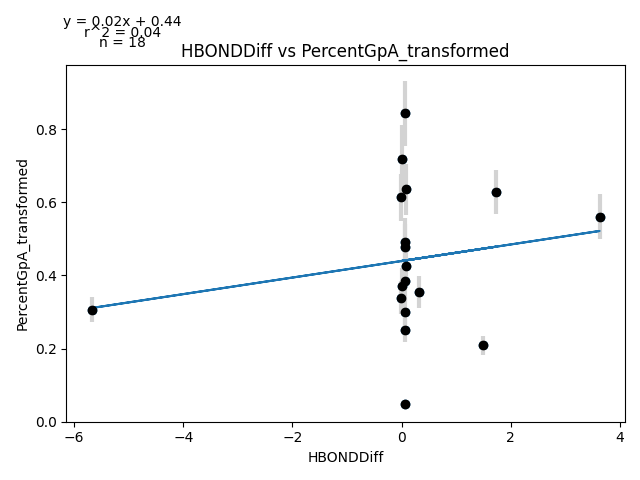 y = 0.02x + 0.44
r^2 = 0.04
n = 18
HBONDDiff vs PercentGpA_transformed
PercentGpA_transformed
0.8
0.6
0.4
0.2
0.0
−6
−4
−2
0
2
4
HBONDDiff